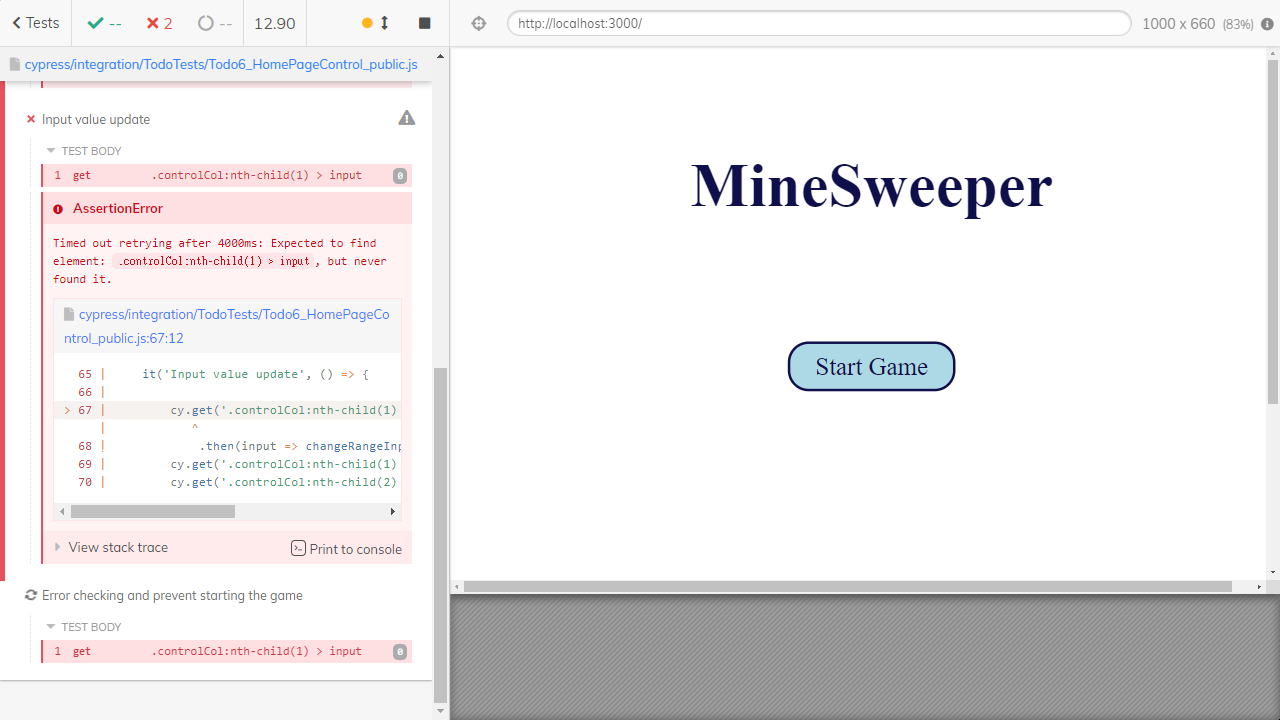 Tests
--
2
--
12.90
http://localhost:3000/
1000 x 660 (83%)
cypress/integration/TodoTests/Todo6_HomePageControl_public.js
Input value update
TEST BODY
1 get .controlCol:nth-child(1) > input 0
AssertionError
Timed out retrying after 4000ms: Expected to find
element: .controlCol:nth-child(1) > input, but never
found it.
cypress/integration/TodoTests/Todo6_HomePageCo
ntrol_public.js:67:12
65 | it('Input value update', () => {
66 |
> 67 | cy.get('.controlCol:nth-child(1)
| ^
68 | .then(input => changeRangeInp
69 | cy.get('.controlCol:nth-child(1)
70 | cy.get('.controlCol:nth-child(2)
View stack trace
Print to console
Error checking and prevent starting the game
TEST BODY
1 get .controlCol:nth-child(1) > input 0
MineSweeper
Start Game